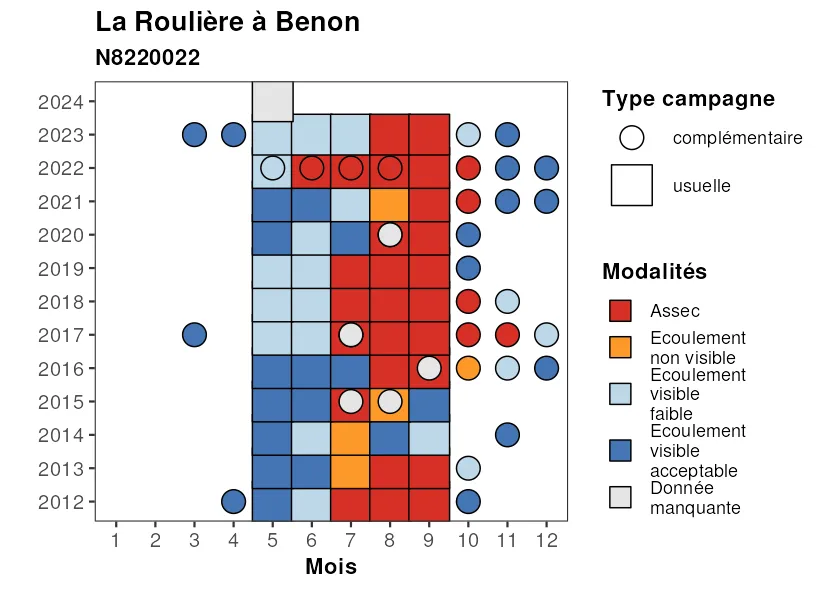 La Roulière à Benon
N8220022
2024
2023
2022
2021
2020
2019
2018
2017
2016
2015
2014
2013
2012
1 2 3 4 5 6 7 8 9 10 11 12
Mois
Type campagne
complémentaire
usuelle
Modalités
Assec
Ecoulement
non visible
Ecoulement
visible
faible
Ecoulement
visible
acceptable
Donnée
manquante